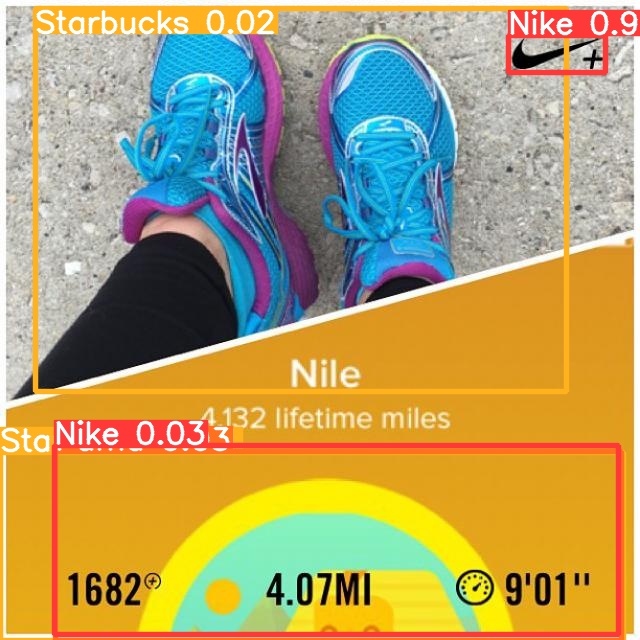 Starbucks 0.02
Nike 0.9
Nile
4,132 lifetime miles
Nike 0.03
Sta
1682
4.07MI
9'01"